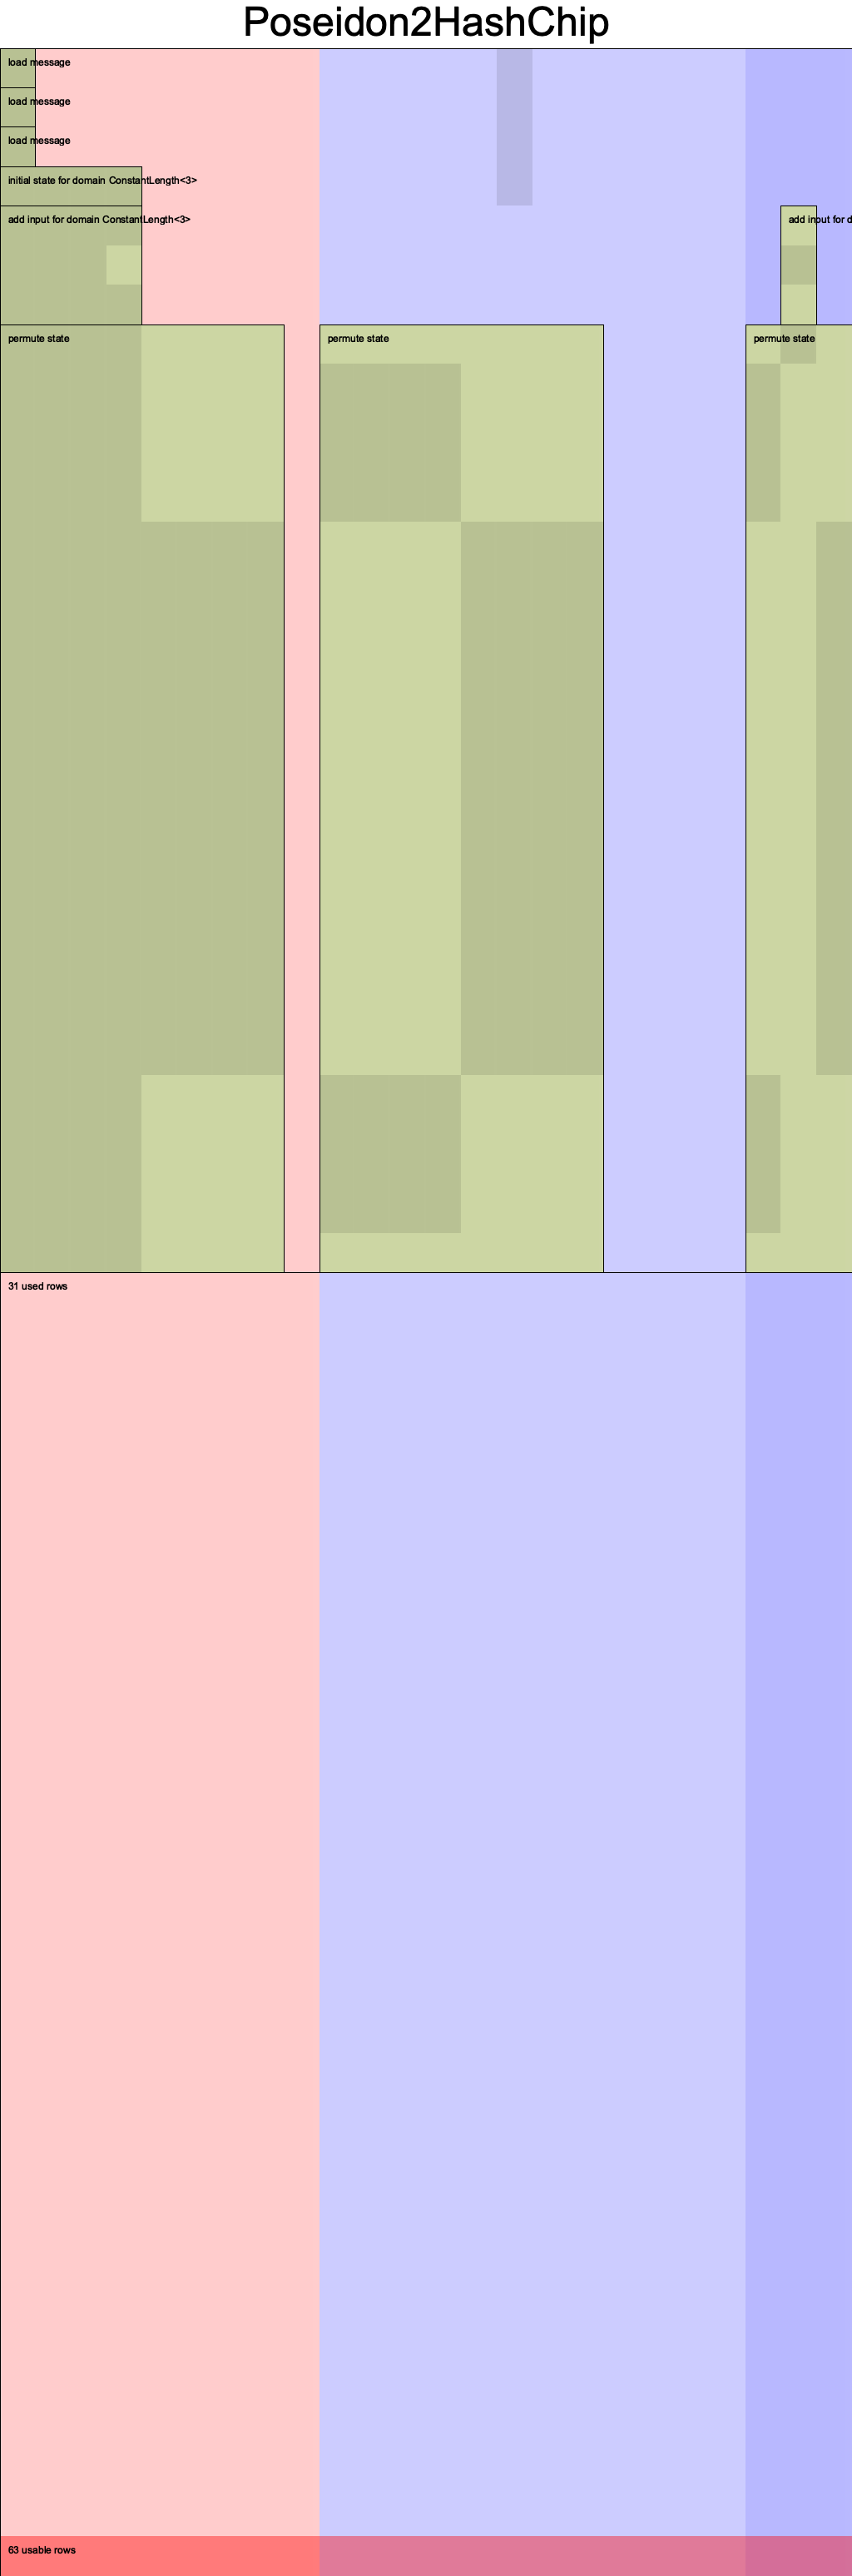 Poseidon2HashChip
load message
load message
load message
initial state for domain ConstantLength<3>
add input for domain ConstantLength<3>
add input for d
permute state
permute state
permute state
31 used rows
63 usable rows